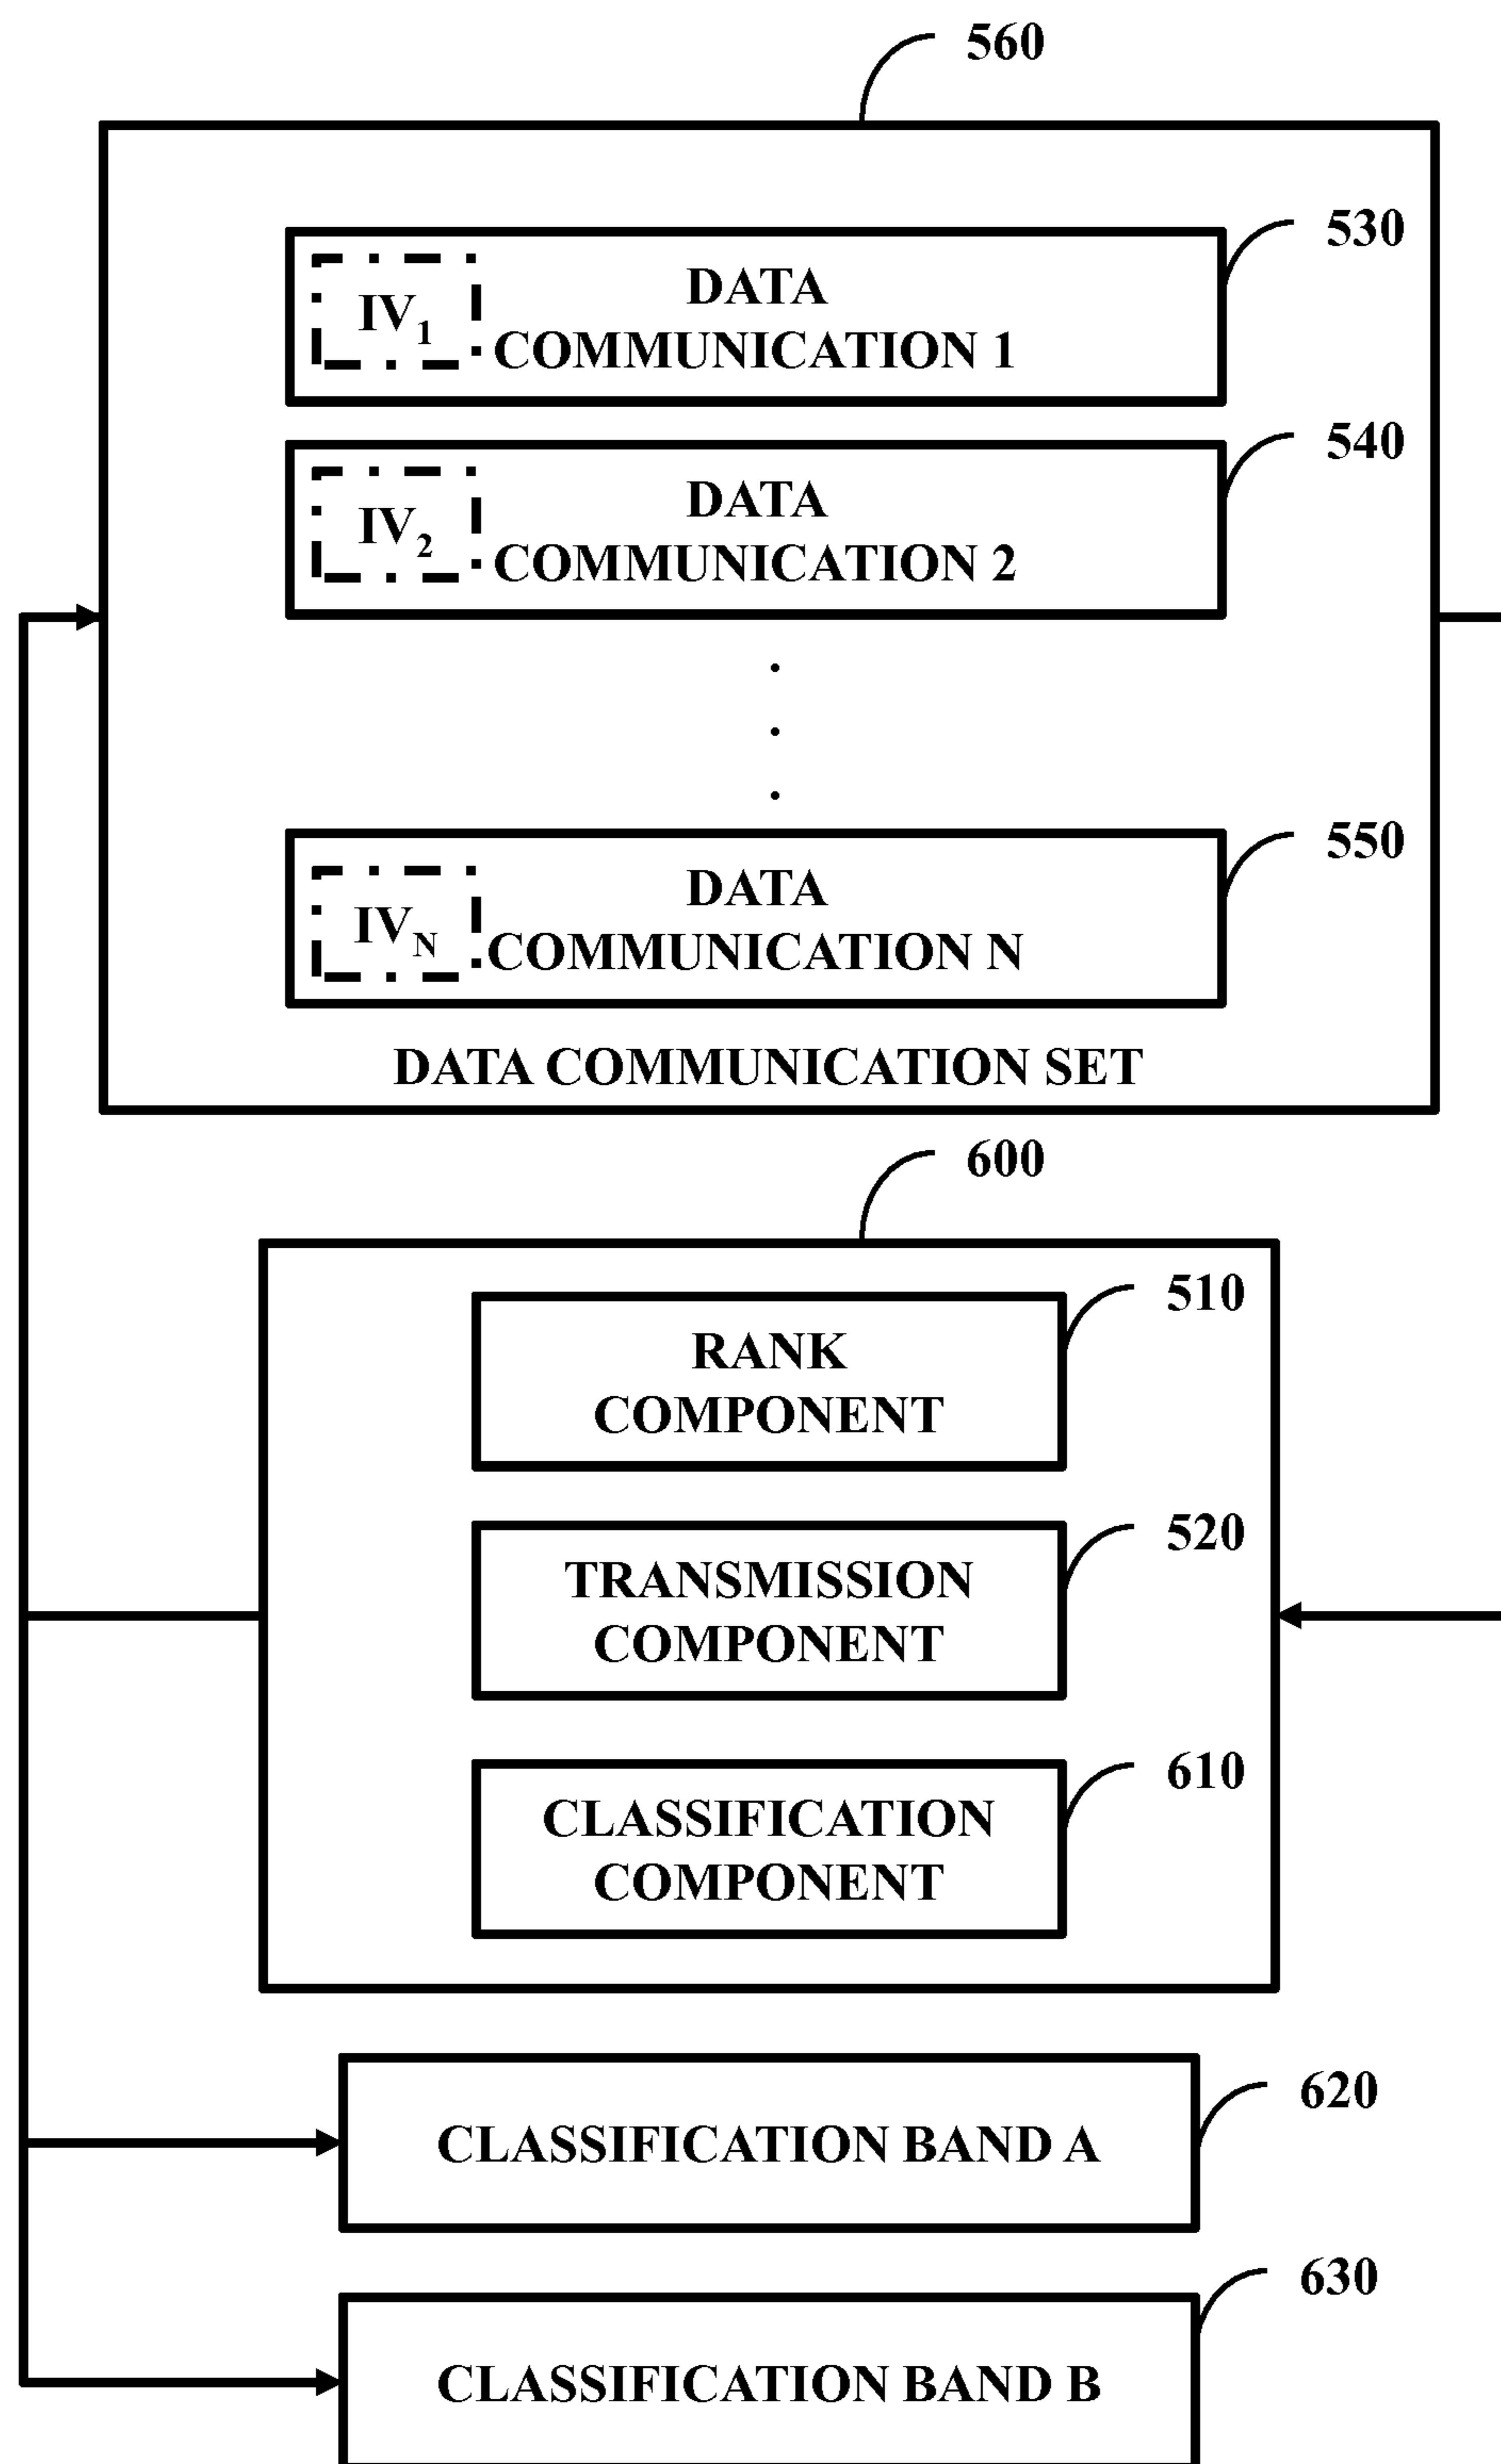 560
530
IV1
DATA
COMMUNICATION 1
540
IV2
DATA
COMMUNICATION 2
.
.
.
550
IVN
DATA
COMMUNICATION N
DATA COMMUNICATION SET
600
510
RANK
COMPONENT
520
TRANSMISSION
COMPONENT
610
CLASSIFICATION
COMPONENT
620
CLASSIFICATION BAND A
630
CLASSIFICATION BAND B